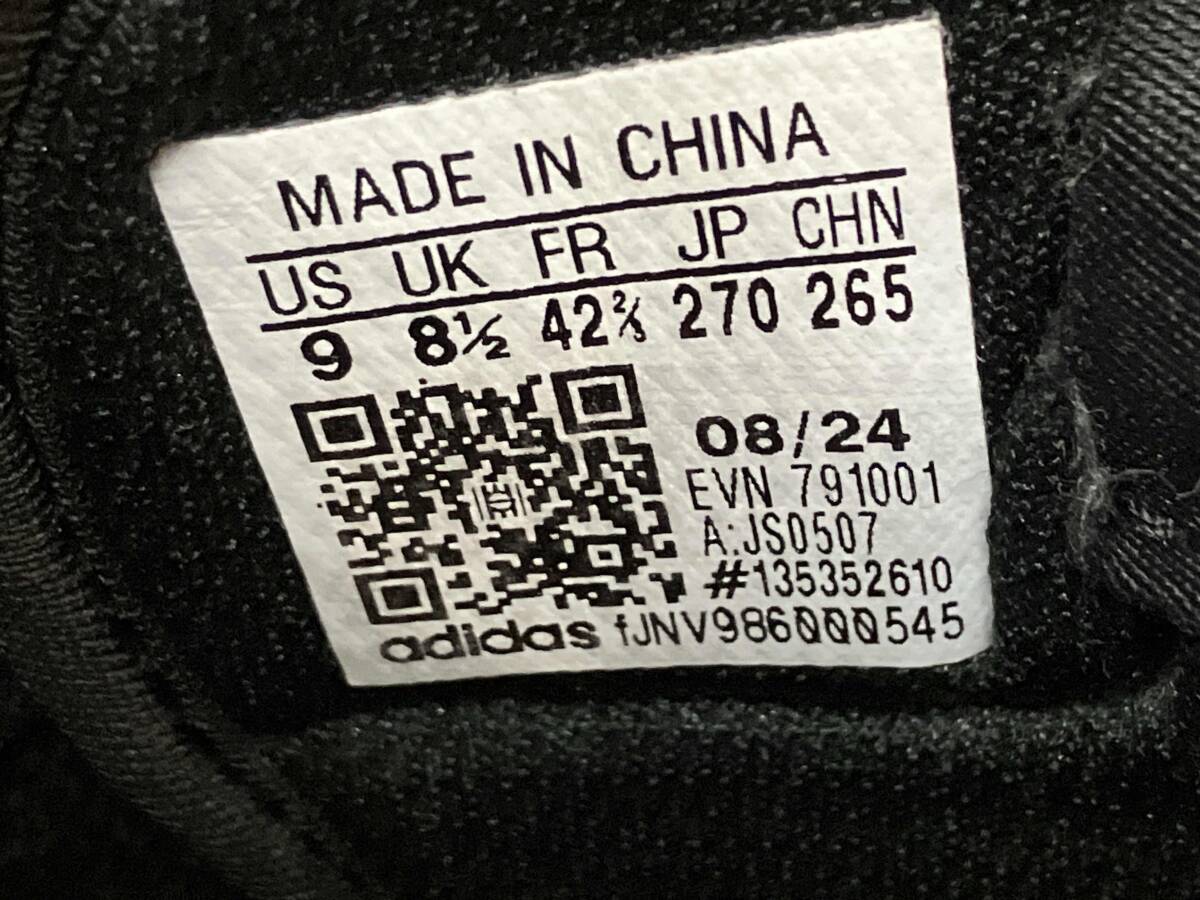 MADE IN CHINA
US UK FR JP CHN
9 8½ 42⅔ 270 265
08/24
EVN 791001
A:JS0507
#135352610
adidas fJNV986000545